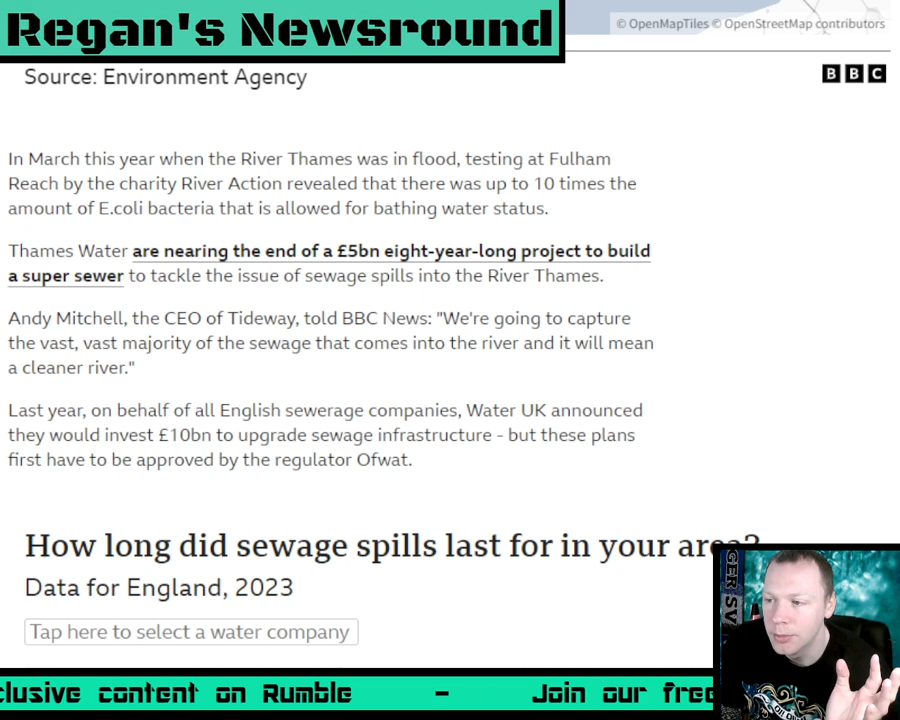 Regan's Newsround
© OpenMapTiles © OpenStreetMap contributors
Source: Environment Agency
BBC
In March this year when the River Thames was in flood, testing at Fulham
Reach by the charity River Action revealed that there was up to 10 times the
amount of E.coli bacteria that is allowed for bathing water status.
Thames Water are nearing the end of a £5bn eight-year-long project to build
a super sewer to tackle the issue of sewage spills into the River Thames.
Andy Mitchell, the CEO of Tideway, told BBC News: "We're going to capture
the vast, vast majority of the sewage that comes into the river and it will mean
a cleaner river."
Last year, on behalf of all English sewerage companies, Water UK announced
they would invest £10bn to upgrade sewage infrastructure - but these plans
first have to be approved by the regulator Ofwat.
How long did sewage spills last for in your area?
Data for England, 2023
Tap here to select a water company
clusive content on Rumble - Join our free